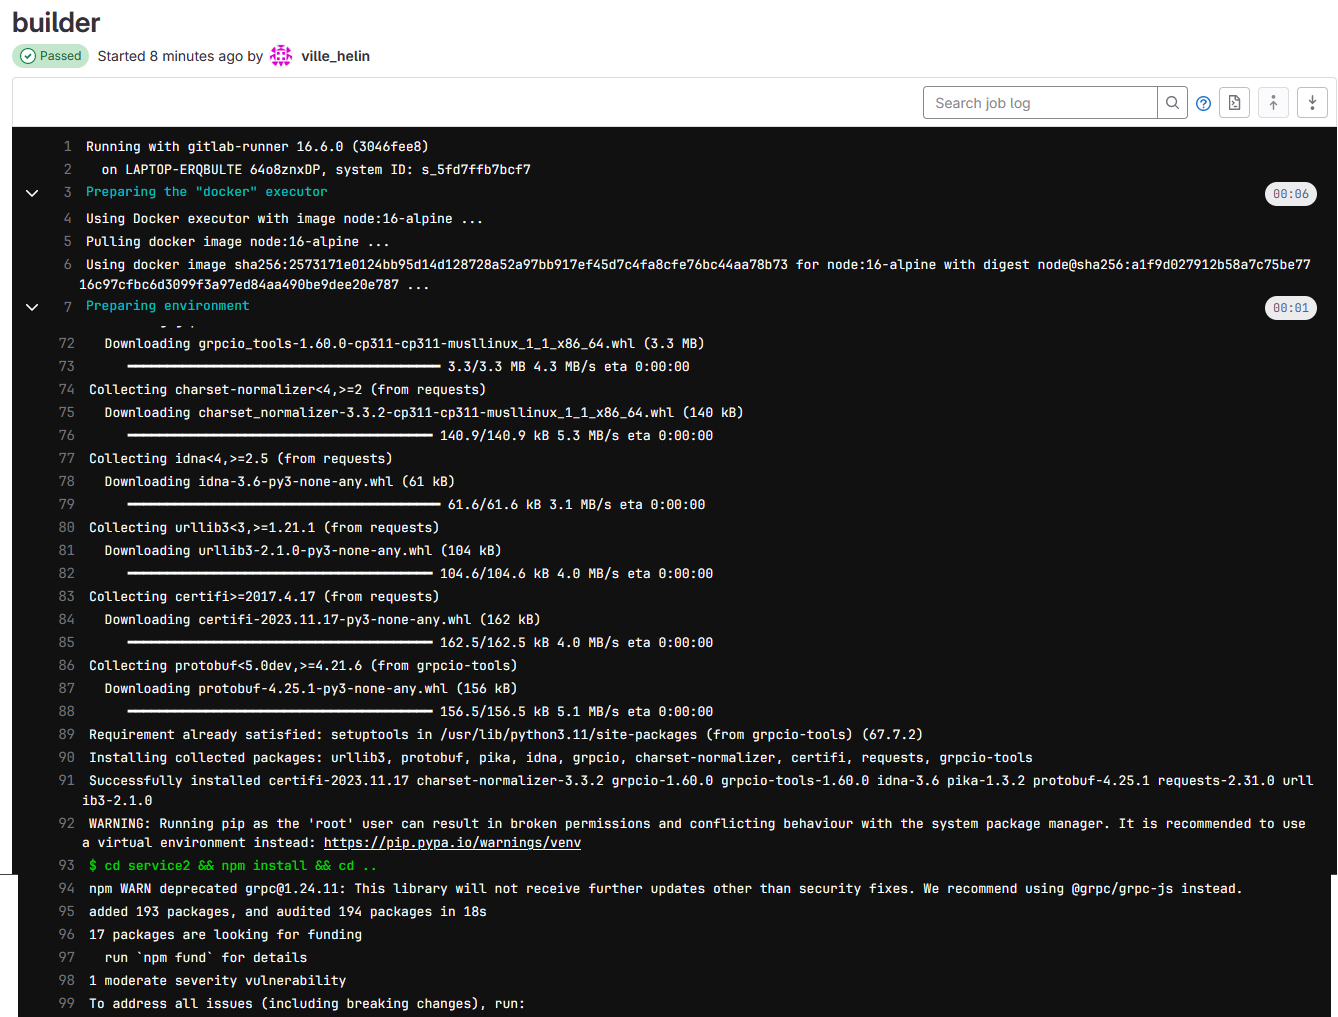 builder
Passed Started 8 minutes ago by ville_helin
Search job log
1 Running with gitlab-runner 16.6.0 (3046fee8)
2 on LAPTOP-ERQBULTE 64o8znxDP, system ID: s_5fd7ffb7bcf7
3 Preparing the "docker" executor 00:06
4 Using Docker executor with image node:16-alpine ...
5 Pulling docker image node:16-alpine ...
6 Using docker image sha256:2573171e0124bb95d14d128728a52a97bb917ef45d7c4fa8cfe76bc44aa78b73 for node:16-alpine with digest node@sha256:a1f9d027912b58a7c75be77
16c97cfbc6d3099f3a97ed84aa490be9dee20e787 ...
7 Preparing environment 00:01
72 Downloading grpcio_tools-1.60.0-cp311-cp311-musllinux_1_1_x86_64.whl (3.3 MB)
73 3.3/3.3 MB 4.3 MB/s eta 0:00:00
74 Collecting charset-normalizer<4,>=2 (from requests)
75 Downloading charset_normalizer-3.3.2-cp311-cp311-musllinux_1_1_x86_64.whl (140 kB)
76 140.9/140.9 kB 5.3 MB/s eta 0:00:00
77 Collecting idna<4,>=2.5 (from requests)
78 Downloading idna-3.6-py3-none-any.whl (61 kB)
79 61.6/61.6 kB 3.1 MB/s eta 0:00:00
80 Collecting urllib3<3,>=1.21.1 (from requests)
81 Downloading urllib3-2.1.0-py3-none-any.whl (104 kB)
82 104.6/104.6 kB 4.0 MB/s eta 0:00:00
83 Collecting certifi>=2017.4.17 (from requests)
84 Downloading certifi-2023.11.17-py3-none-any.whl (162 kB)
85 162.5/162.5 kB 4.0 MB/s eta 0:00:00
86 Collecting protobuf<5.0dev,>=4.21.6 (from grpcio-tools)
87 Downloading protobuf-4.25.1-py3-none-any.whl (156 kB)
88 156.5/156.5 kB 5.1 MB/s eta 0:00:00
89 Requirement already satisfied: setuptools in /usr/lib/python3.11/site-packages (from grpcio-tools) (67.7.2)
90 Installing collected packages: urllib3, protobuf, pika, idna, grpcio, charset-normalizer, certifi, requests, grpcio-tools
91 Successfully installed certifi-2023.11.17 charset-normalizer-3.3.2 grpcio-1.60.0 grpcio-tools-1.60.0 idna-3.6 pika-1.3.2 protobuf-4.25.1 requests-2.31.0 urll
ib3-2.1.0
92 WARNING: Running pip as the 'root' user can result in broken permissions and conflicting behaviour with the system package manager. It is recommended to use
a virtual environment instead: https://pip.pypa.io/warnings/venv
93 $ cd service2 && npm install && cd ..
94 npm WARN deprecated grpc@1.24.11: This library will not receive further updates other than security fixes. We recommend using @grpc/grpc-js instead.
95 added 193 packages, and audited 194 packages in 18s
96 17 packages are looking for funding
97 run `npm fund` for details
98 1 moderate severity vulnerability
99 To address all issues (including breaking changes), run: